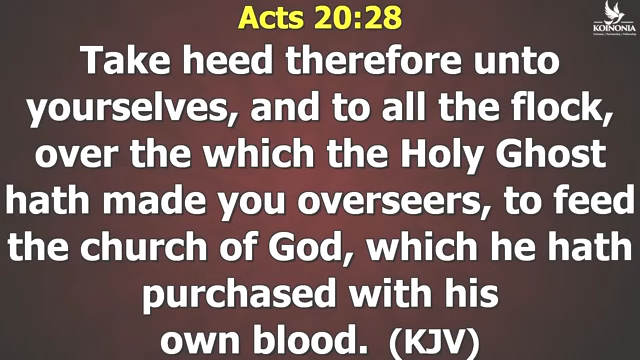 Acts 20:28
KOINONIA
Take heed therefore unto
yourselves, and to all the flock,
over the which the Holy Ghost
hath made you overseers, to feed
the church of God, which he hath
purchased with his
own blood. (KJV)